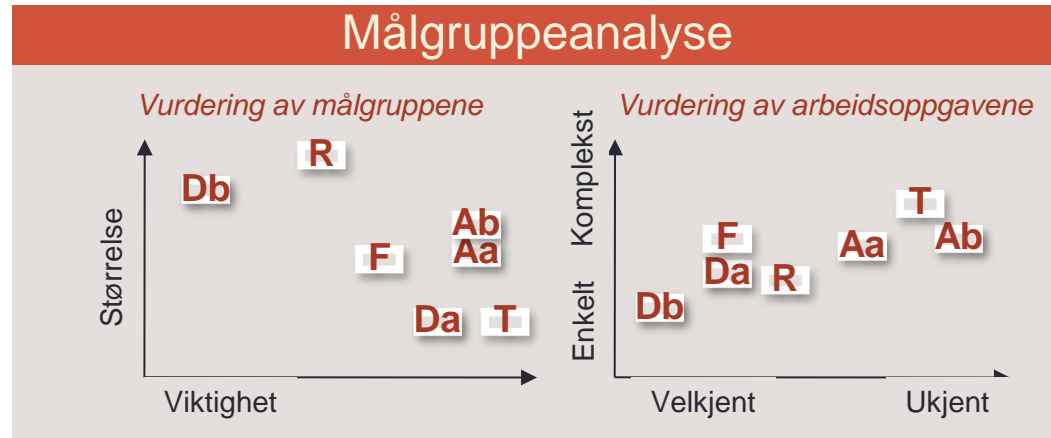 Målgruppeanalyse
Vurdering av målgruppene
Størrelse
R
Db
Ab
Aa
F
Da
T
Viktighet
Vurdering av arbeidsoppgavene
Enkelt Komplekst
T
F
Ab
Aa
Da
R
Db
Velkjent Ukjent